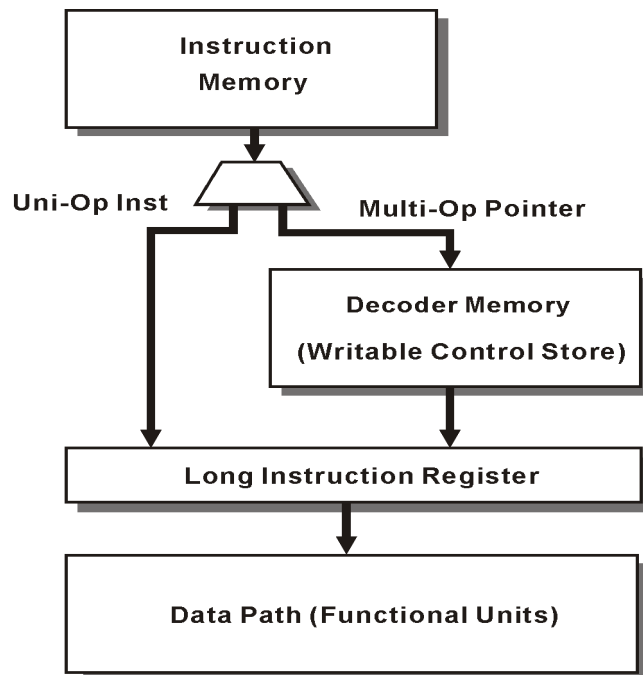 Instruction
Memory
Uni-Op Inst
Multi-Op Pointer
Decoder Memory
(Writable Control Store)
Long Instruction Register
Data Path (Functional Units)